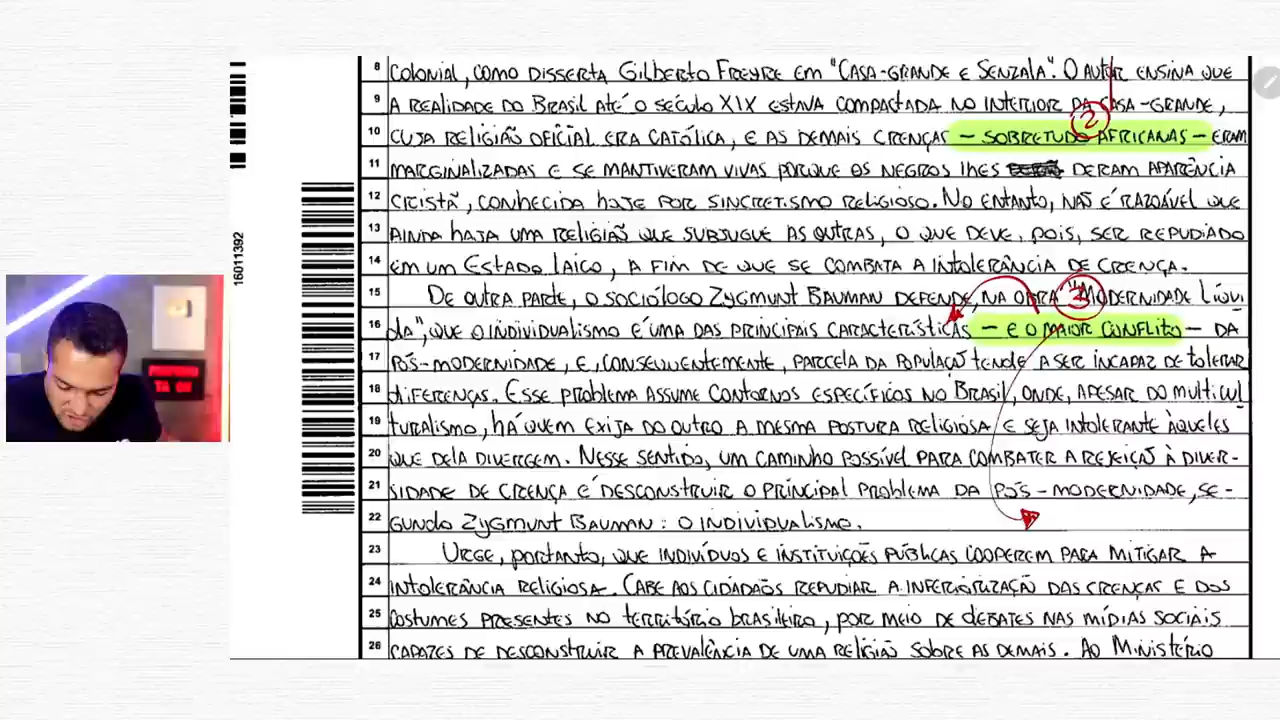 8 COLONIAL, COMO DISSERTA GILBERTO FREYRE EM "CASA-GRANDE E SENZALA". O AUTOR ENSINA QUE
9 A REALIDADE DO BRASIL ATÉ O SÉCULO XIX ESTAVA COMPACTADA NO INTERIOR DA CASA-GRANDE,
2
10 CUJA RELIGIÃO OFICIAL ERA CATÓLICA, E AS DEMAIS CRENÇAS – SOBRETUDO AFRICANAS – ERAM
11 MARGINALIZADAS E SE MANTIVERAM VIVAS PORQUE OS NEGROS LHES DERAM APARÊNCIA
12 CRISTÃ, CONHECIDA HOJE POR SINCRETISMO RELIGIOSO. NO ENTANTO, NÃO É RAZOÁVEL QUE
13 AINDA HAJA UMA RELIGIÃO QUE SUBJUGUE AS OUTRAS, O QUE DEVE, POIS, SER REPUDIADO
14 EM UM ESTADO LAICO, A FIM DE QUE SE COMBATA A INTOLERÂNCIA DE CRENÇA.
15 DE OUTRA PARTE, O SOCIÓLOGO ZYGMUNT BAUMAN DEFENDE, NA OBRA "MODERNIDADE LÍQUI
3
16 DA", QUE O INDIVIDUALISMO É UMA DAS PRINCIPAIS CARACTERÍSTICAS – E O MAIOR CONFLITO – DA
17 PÓS-MODERNIDADE, E, CONSEQUENTEMENTE, PARCELA DA POPULAÇÃO TENDE A SER INCAPAZ DE TOLERAR
18 DIFERENÇAS. ESSE PROBLEMA ASSUME CONTORNOS ESPECÍFICOS NO BRASIL, ONDE, APESAR DO MULTICUL
19 TURALISMO, HÁ QUEM EXIJA DO OUTRO A MESMA POSTURA RELIGIOSA E SEJA INTOLERANTE ÀQUELES
20 QUE DELA DIVERGEM. NESSE SENTIDO, UM CAMINHO POSSÍVEL PARA COMBATER A REJEIÇÃO À DIVER-
21 SIDADE DE CRENÇA É DESCONSTRUIR O PRINCIPAL PROBLEMA DA PÓS-MODERNIDADE, SE-
22 GUNDO ZYGMUNT BAUMAN: O INDIVIDUALISMO.
23 URGE, PORTANTO, QUE INDIVÍDUOS E INSTITUIÇÕES PÚBLICAS COOPEREM PARA MITIGAR A
24 INTOLERÂNCIA RELIGIOSA. CABE AOS CIDADÃOS REPUDIAR A INFERIORIZAÇÃO DAS CRENÇAS E DOS
25 COSTUMES PRESENTES NO TERRITÓRIO BRASILEIRO, POR MEIO DE DEBATES NAS MÍDIAS SOCIAIS
26 CAPAZES DE DESCONSTRUIR A PREVALÊNCIA DE UMA RELIGIÃO SOBRE AS DEMAIS. AO MINISTÉRIO
16011392